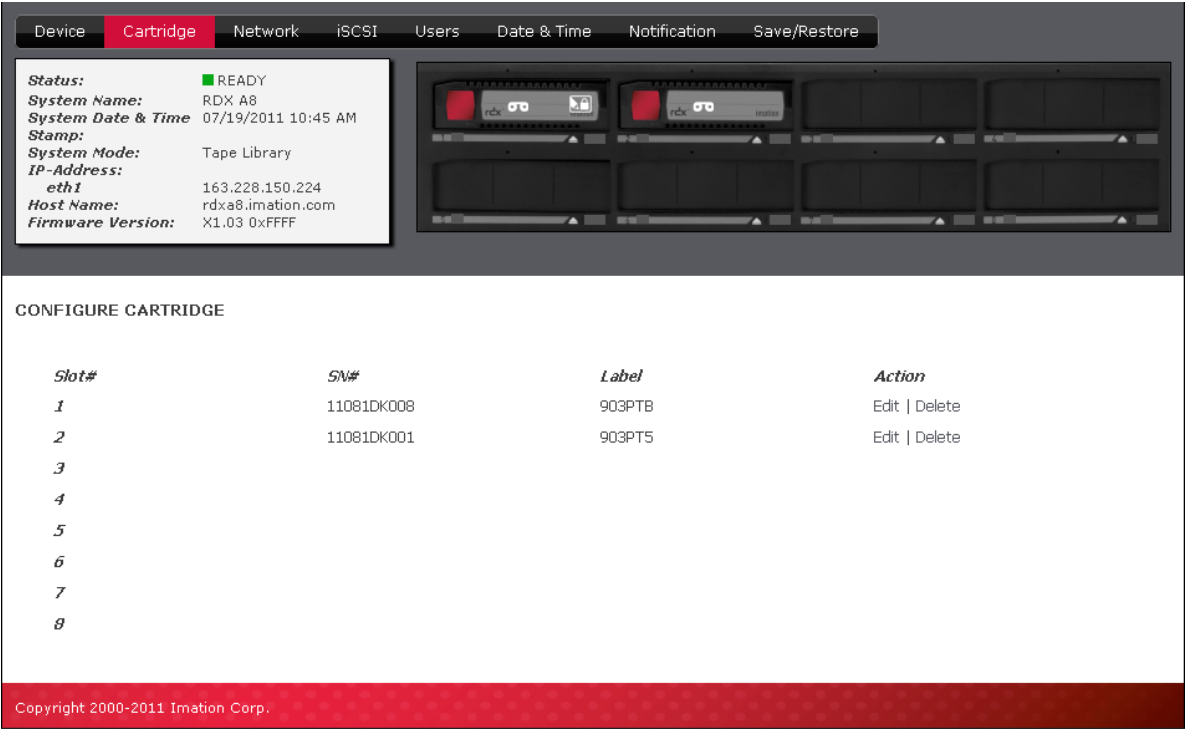 Device Cartridge Network iSCSI Users Date & Time Notification Save/Restore
Status: READY
System Name: RDX A8
System Date & Time Stamp: 07/19/2011 10:45 AM
System Mode: Tape Library
IP-Address:
eth1 163.228.150.224
Host Name: rdxa8.imation.com
Firmware Version: X1.03 0xFFFF
rdx rdx imation
CONFIGURE CARTRIDGE
Slot# SN# Label Action
1 11081DK008 903PTB Edit | Delete
2 11081DK001 903PT5 Edit | Delete
3
4
5
6
7
8
Copyright 2000-2011 Imation Corp.